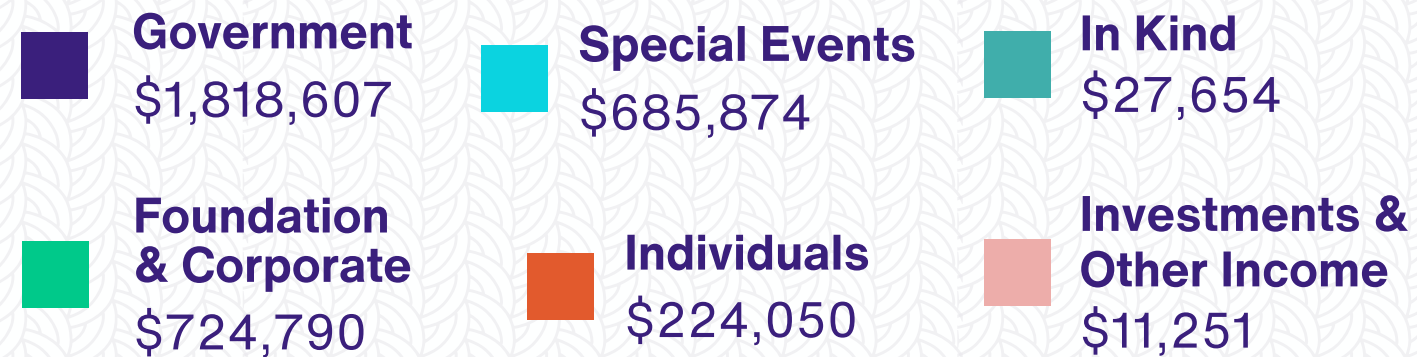 Government
$1,818,607
Special Events
$685,874
In Kind
$27,654
Foundation
& Corporate
$724,790
Individuals
$224,050
Investments &
Other Income
$11,251